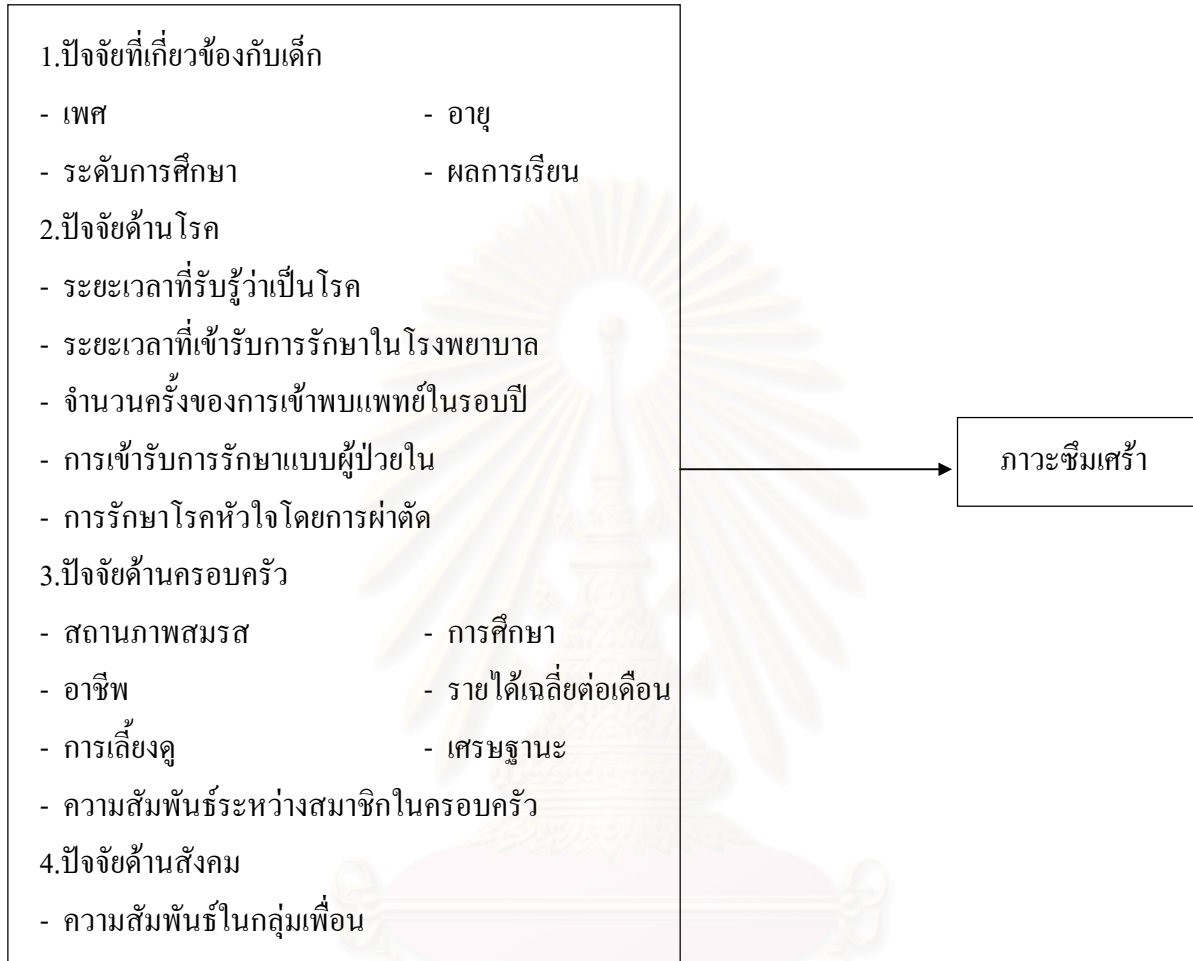 1.ปัจจัยที่เกี่ยวข้องกับเด็ก
- เพศ - อายุ
- ระดับการศึกษา - ผลการเรียน
2.ปัจจัยด้านโรค
- ระยะเวลาที่รับรู้ว่าเป็นโรค
- ระยะเวลาที่เข้ารับการรักษาในโรงพยาบาล
- จำนวนครั้งของการเข้าพบแพทย์ในรอบปี
- การเข้ารับการรักษาแบบผู้ป่วยใน
- การรักษาโรคหัวใจโดยการผ่าตัด
3.ปัจจัยด้านครอบครัว
- สถานภาพสมรส - การศึกษา
- อาชีพ - รายได้เฉลี่ยต่อเดือน
- การเลี้ยงดู - เศรษฐานะ
- ความสัมพันธ์ระหว่างสมาชิกในครอบครัว
4.ปัจจัยด้านสังคม
- ความสัมพันธ์ในกลุ่มเพื่อน
ภาวะซึมเศร้า